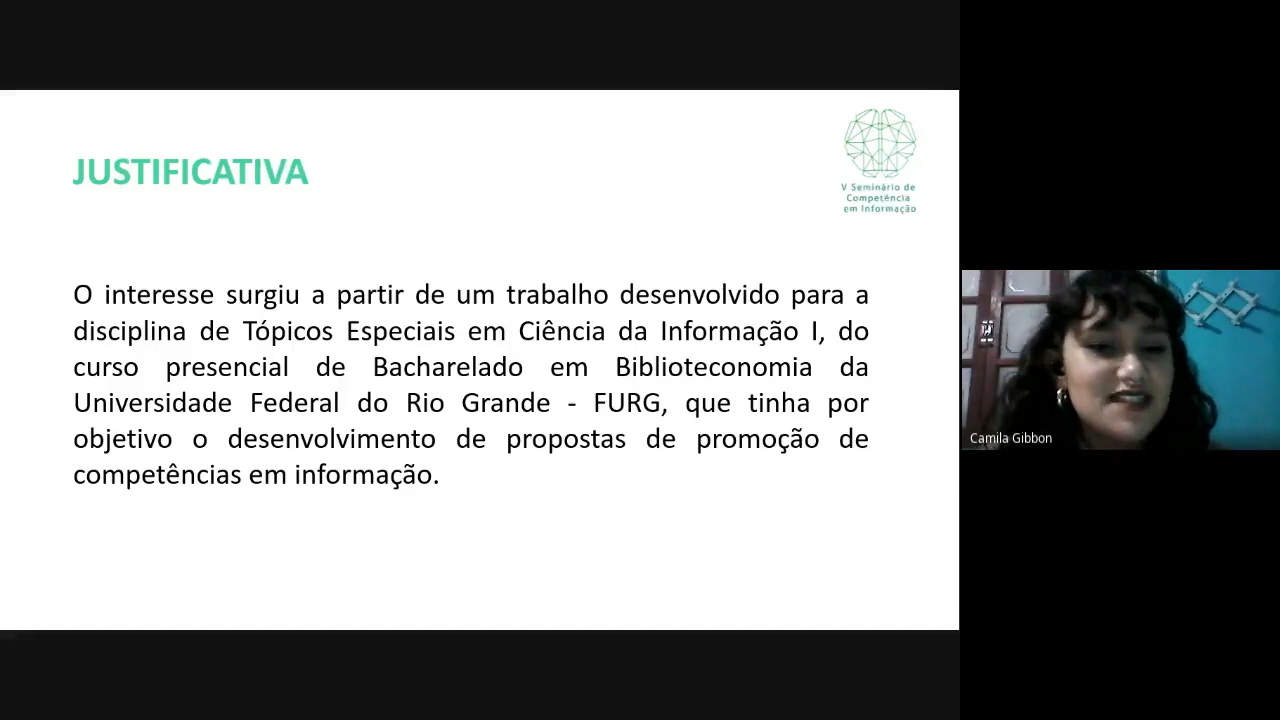 JUSTIFICATIVA
V Seminário de
Competência
em Informação
O interesse surgiu a partir de um trabalho desenvolvido para a
disciplina de Tópicos Especiais em Ciência da Informação I, do
curso presencial de Bacharelado em Biblioteconomia da
Universidade Federal do Rio Grande - FURG, que tinha por
objetivo o desenvolvimento de propostas de promoção de
competências em informação.
Camila Gibbon